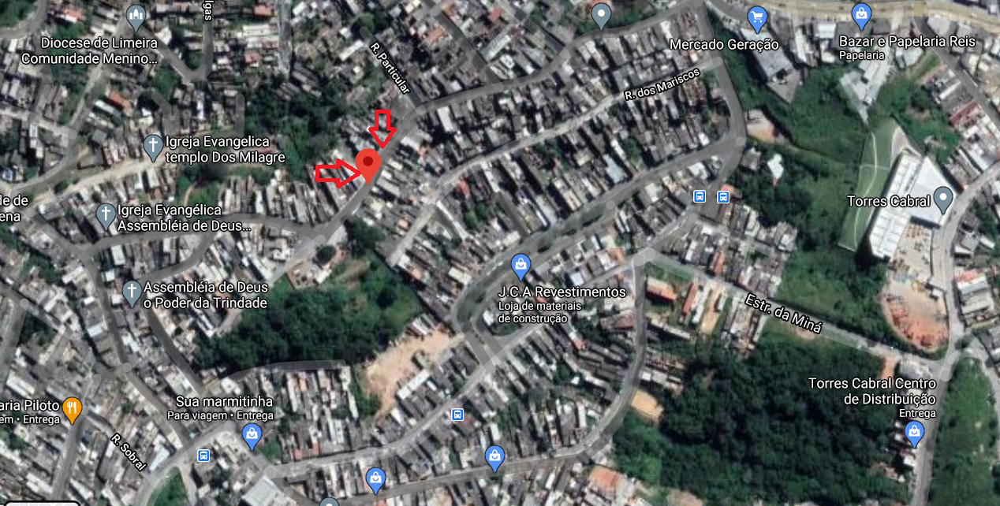 lgas
Diocese de Limeira
Comunidade Menino...
R. Particular
Mercado Geração
Bazar e Papelaria Reis
Papelaria
R. dos Mariscos
Igreja Evangelica
templo Dos Milagre
de de
ena
Igreja Evangélica
Assembléia de Deus...
Torres Cabral
Assembléia de Deus
o Poder da Trindade
J.C.A Revestimentos
Loja de materiais
de construção
Estr. da Miná
Sua marmitinha
Para viagem • Entrega
aria Piloto
em • Entrega
R. Sobral
Torres Cabral Centro
de Distribuição
Entrega